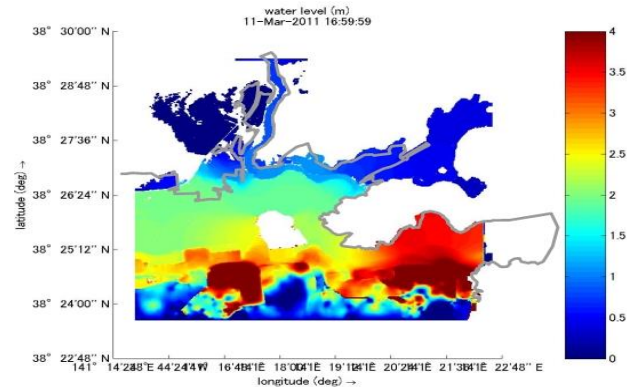 water level (m)
11-Mar-2011 16:59:59
38° 30'00'' N
38° 28'48'' N
38° 27'36'' N
38° 26'24'' N
38° 25'12'' N
38° 24'00'' N
38° 22'48'' N
latitude (deg) →
141°
22'48'' E
longitude (deg) →
4
3.5
3
2.5
2
1.5
1
0.5
0